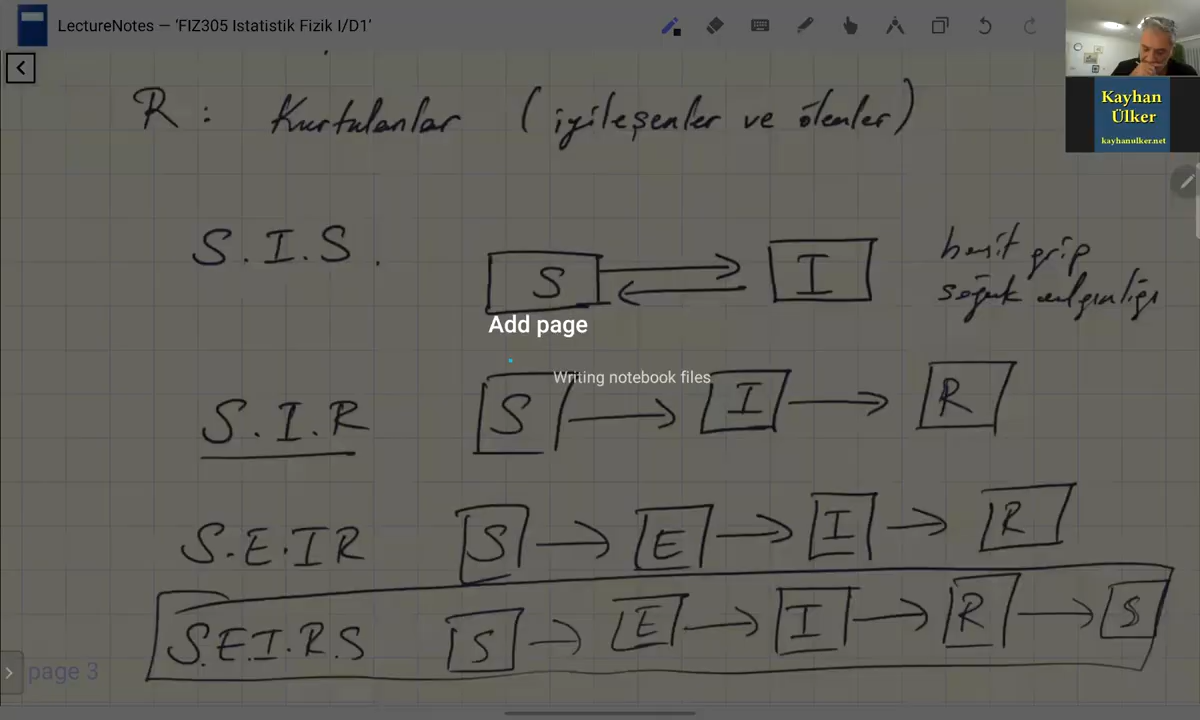 LectureNotes — ‘FIZ305 Istatistik Fizik I/D1’
Kayhan
Ülker
kayhanulker.net
R : Kurtulanlar (iyileşenler ve ölenler)
S.I.S. S I basit grip
soğuk algınlığı
Add page
Writing notebook files
S.I.R S I R
S.E.I.R S E I R
S.E.I.R.S S E I R S
page 3